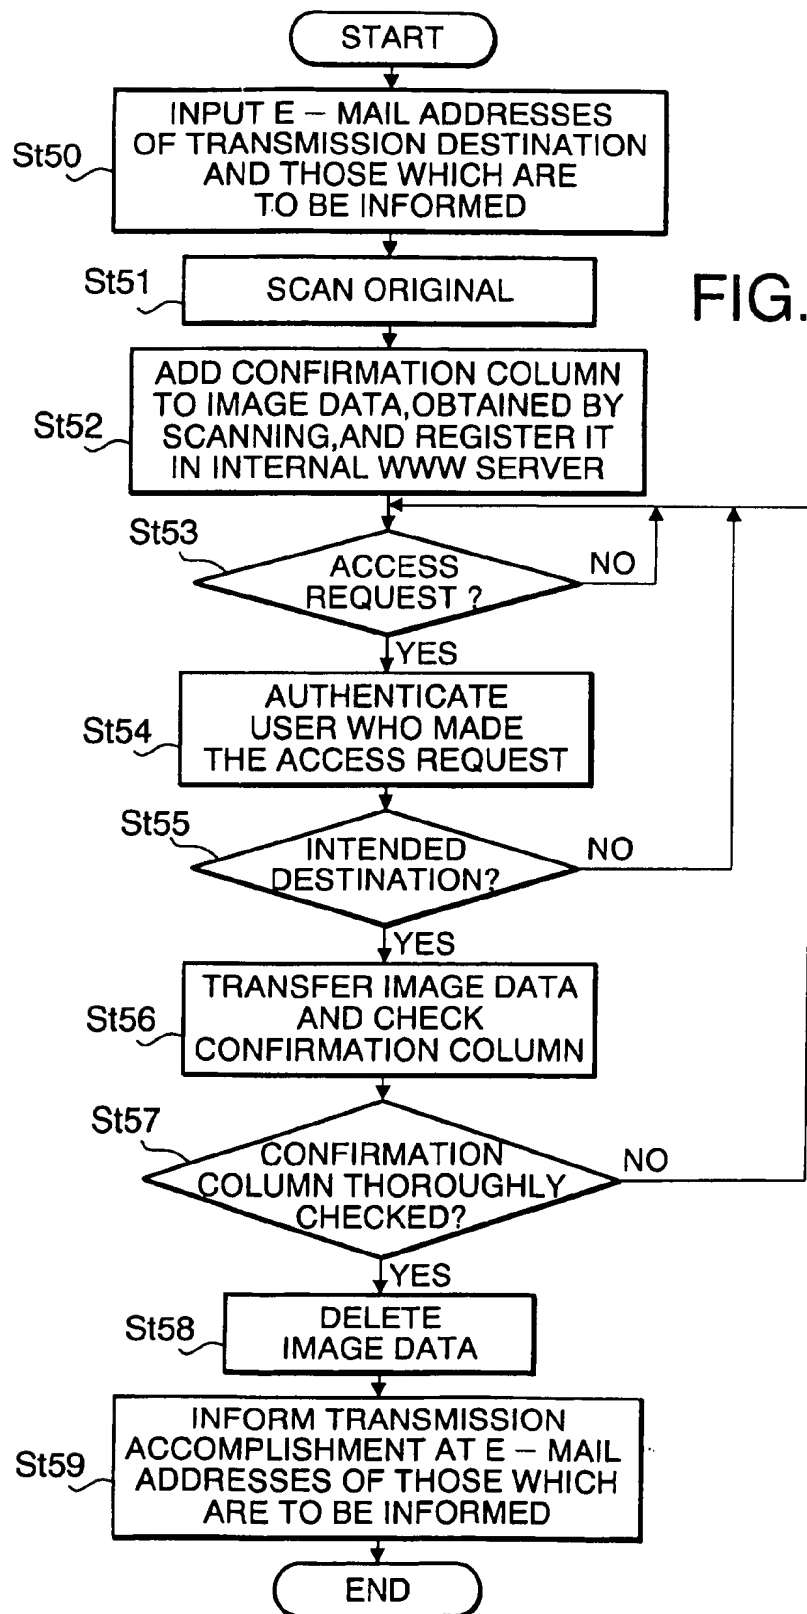 START
St50
INPUT E – MAIL ADDRESSES
OF TRANSMISSION DESTINATION
AND THOSE WHICH ARE
TO BE INFORMED
St51
SCAN ORIGINAL
FIG.
St52
ADD CONFIRMATION COLUMN
TO IMAGE DATA,OBTAINED BY
SCANNING,AND REGISTER IT
IN INTERNAL WWW SERVER
St53
ACCESS
REQUEST ?
NO
YES
St54
AUTHENTICATE
USER WHO MADE
THE ACCESS REQUEST
St55
INTENDED
DESTINATION?
NO
YES
St56
TRANSFER IMAGE DATA
AND CHECK
CONFIRMATION COLUMN
St57
CONFIRMATION
COLUMN THOROUGHLY
CHECKED?
NO
YES
St58
DELETE
IMAGE DATA
St59
INFORM TRANSMISSION
ACCOMPLISHMENT AT E – MAIL
ADDRESSES OF THOSE WHICH
ARE TO BE INFORMED
END